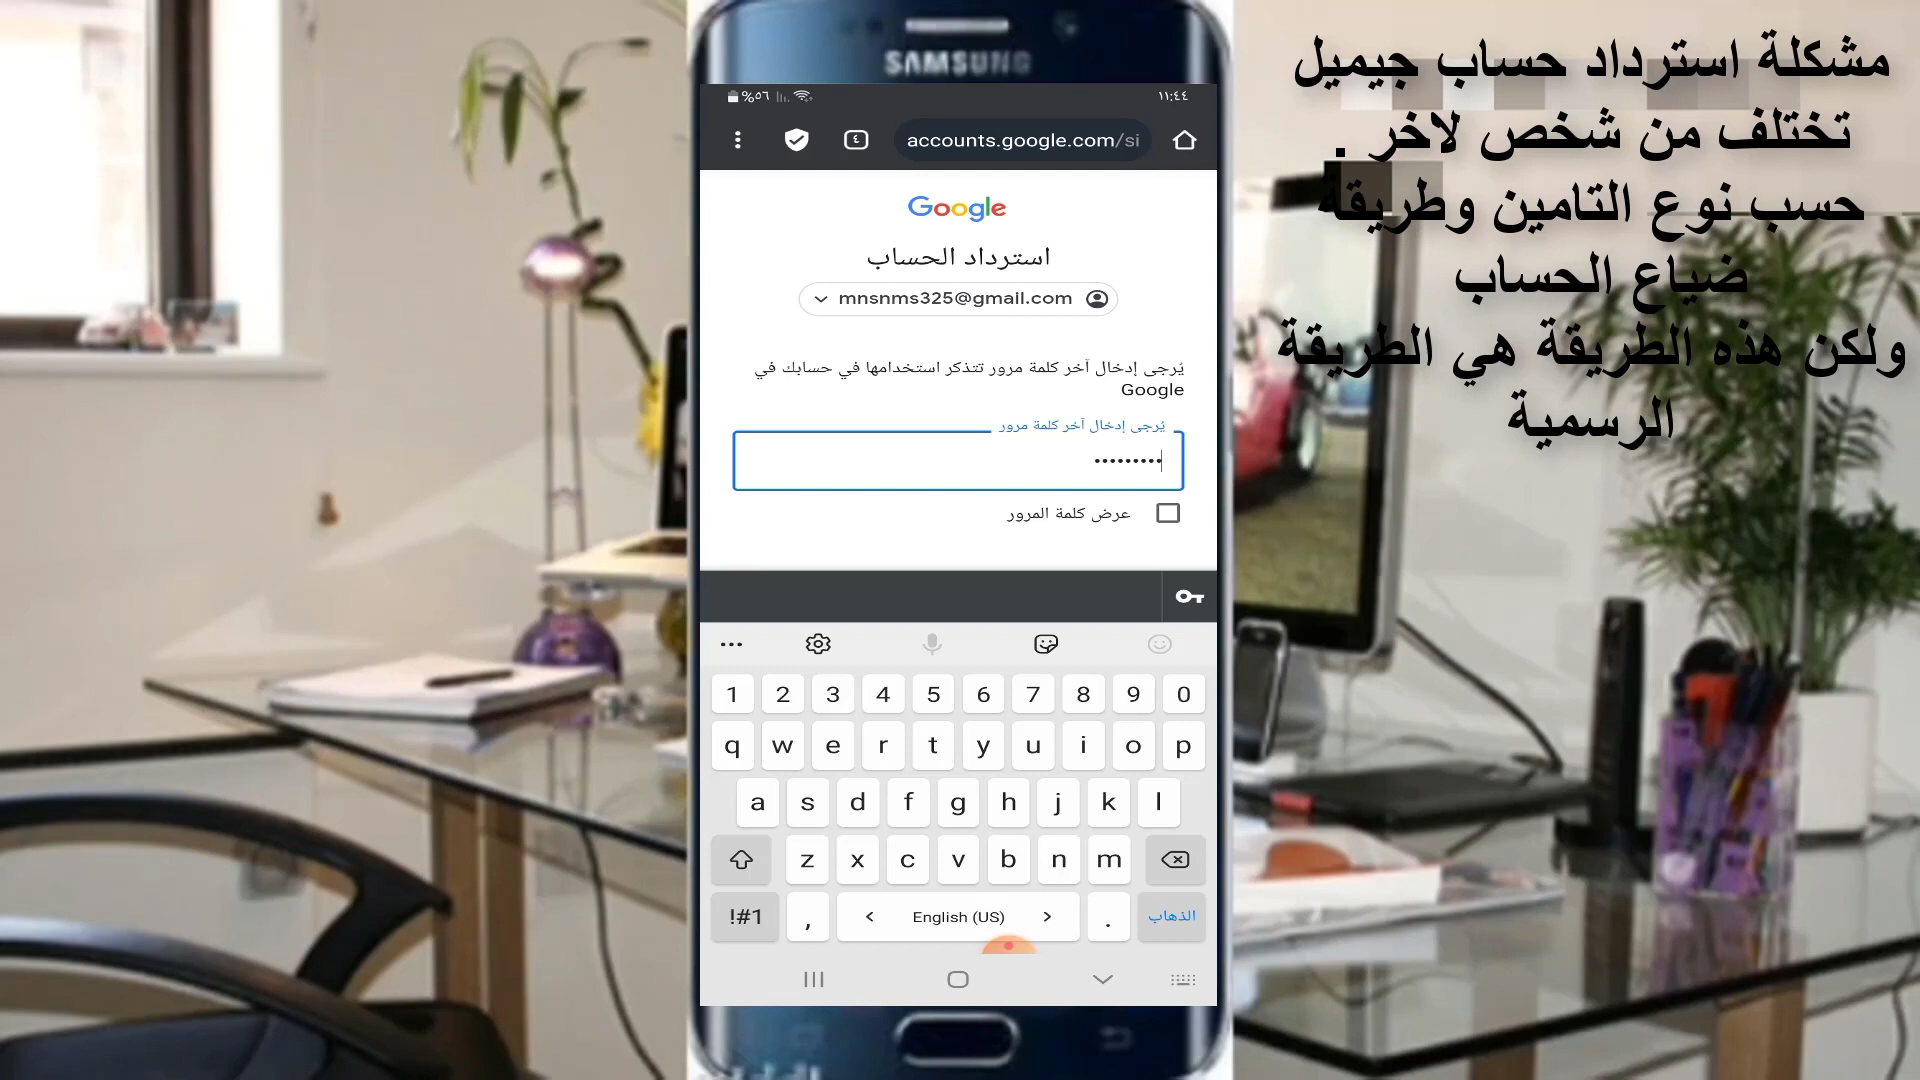 SAMSUNG
%٥٦
١١:٤٤
٤
accounts.google.com/si
Google
استرداد الحساب
mnsnms325@gmail.com
يُرجى إدخال آخر كلمة مرور تتذكر استخدامها في حسابك في
Google
يُرجى إدخال آخر كلمة مرور
•••••••••
عرض كلمة المرور
1 2 3 4 5 6 7 8 9 0
q w e r t y u i o p
a s d f g h j k l
z x c v b n m
!#1 , < English (US) > . الذهاب
مشكلة استرداد حساب جيميل
تختلف من شخص لاخر .
حسب نوع التامين وطريقة
ضياع الحساب
ولكن هذه الطريقة هي الطريقة
الرسمية